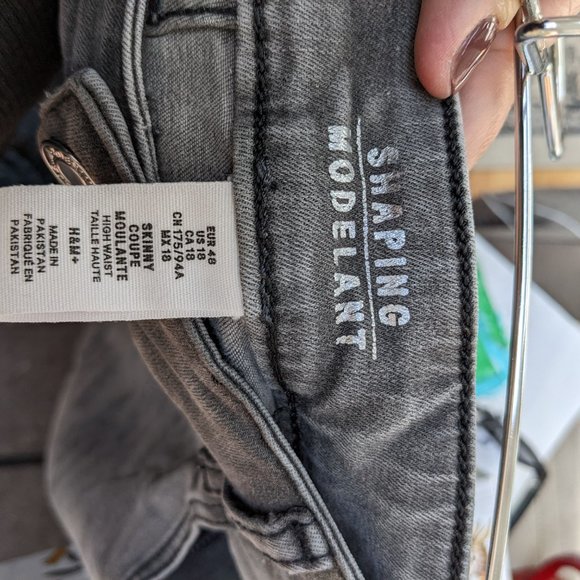 EUR 48
US 18
CA 18
MX 18
CN 175/94A
SKINNY
COUPE
MOULANTE
HIGH WAIST
TAILLE HAUTE
H&M+
MADE IN
PAKISTAN
FABRIQUÉ EN
PAKISTAN
SHAPING
MODELANT